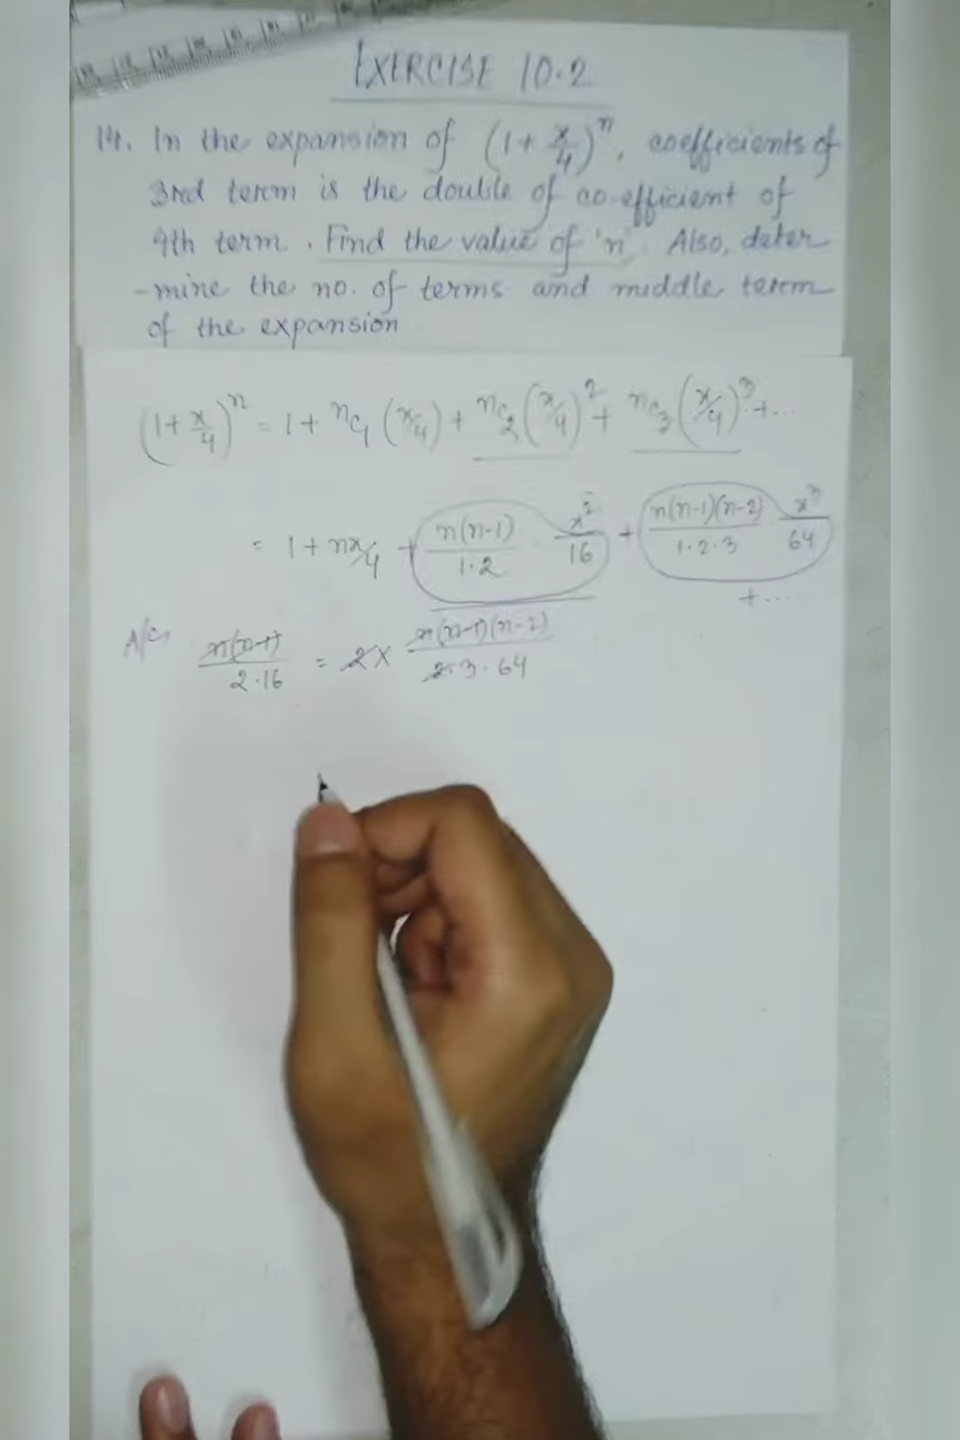 EXERCISE 10.2
14. In the expansion of (1 + x/4)^n, coefficients of
3rd term is the double of co-efficient of
4th term. Find the value of 'n'. Also, deter
-mine the no. of terms and middle term
of the expansion
(1 + x/4)^n = 1 + nC1 (x/4) + nC2 (x/4)^2 + nC3 (x/4)^3 + ...
= 1 + nx/4 + n(n-1)/1·2 x^2/16 + n(n-1)(n-2)/1·2·3 x^3/64
+ ...
n(n-1)/2·16 = 2 × n(n-1)(n-2)/2·3·64